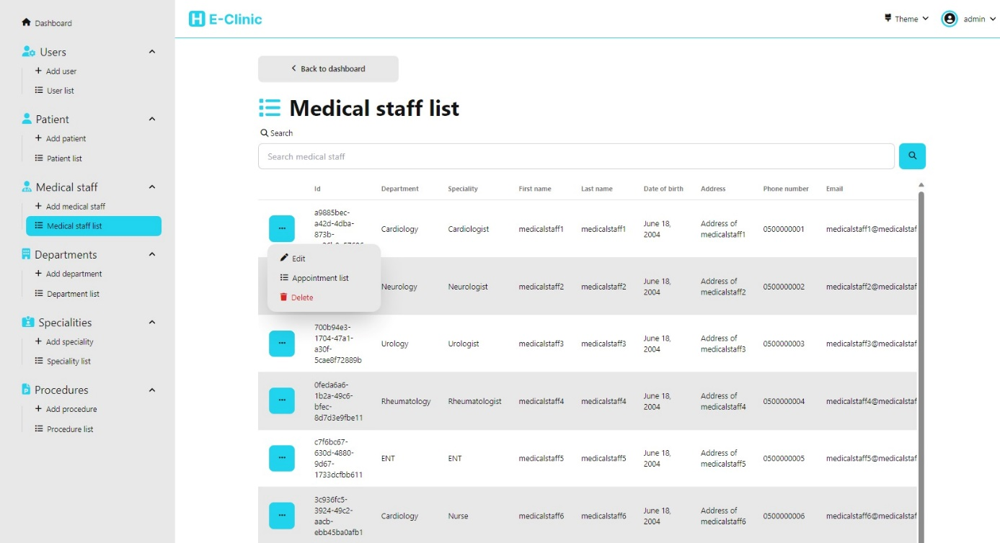 Dashboard
Users
Add user
User list
Patient
Add patient
Patient list
Medical staff
Add medical staff
Medical staff list
Departments
Add department
Department list
Specialities
Add speciality
Speciality list
Procedures
Add procedure
Procedure list
H E-Clinic
Theme
admin
Back to dashboard
Medical staff list
Search
Search medical staff
Id Department Speciality First name Last name Date of birth Address Phone number Email
a9885bec-
a42d-4dba-
873b-
Cardiology Cardiologist medicalstaff1 medicalstaff1 June 18,
2004 Address of
medicalstaff1 0500000001 medicalstaff1@medicalstaf
Edit
Appointment list
Delete
Neurology Neurologist medicalstaff2 medicalstaff2 June 18,
2004 Address of
medicalstaff2 0500000002 medicalstaff2@medicalstaf
700b94e3-
1704-47a1-
a30f-
5cae8f72889b
Urology Urologist medicalstaff3 medicalstaff3 June 18,
2004 Address of
medicalstaff3 0500000003 medicalstaff3@medicalstaf
0feda6a6-
1b2a-49c6-
bfec-
8d7d3e9fbe11
Rheumatology Rheumatologist medicalstaff4 medicalstaff4 June 18,
2004 Address of
medicalstaff4 0500000004 medicalstaff4@medicalstaf
c7f6bc67-
630d-4880-
9d67-
1733dcfbb611
ENT ENT medicalstaff5 medicalstaff5 June 18,
2004 Address of
medicalstaff5 0500000005 medicalstaff5@medicalstaf
3c936fc5-
3924-49c2-
aacb-
ebb45ba0afb1
Cardiology Nurse medicalstaff6 medicalstaff6 June 18,
2004 Address of
medicalstaff6 0500000006 medicalstaff6@medicalstaf